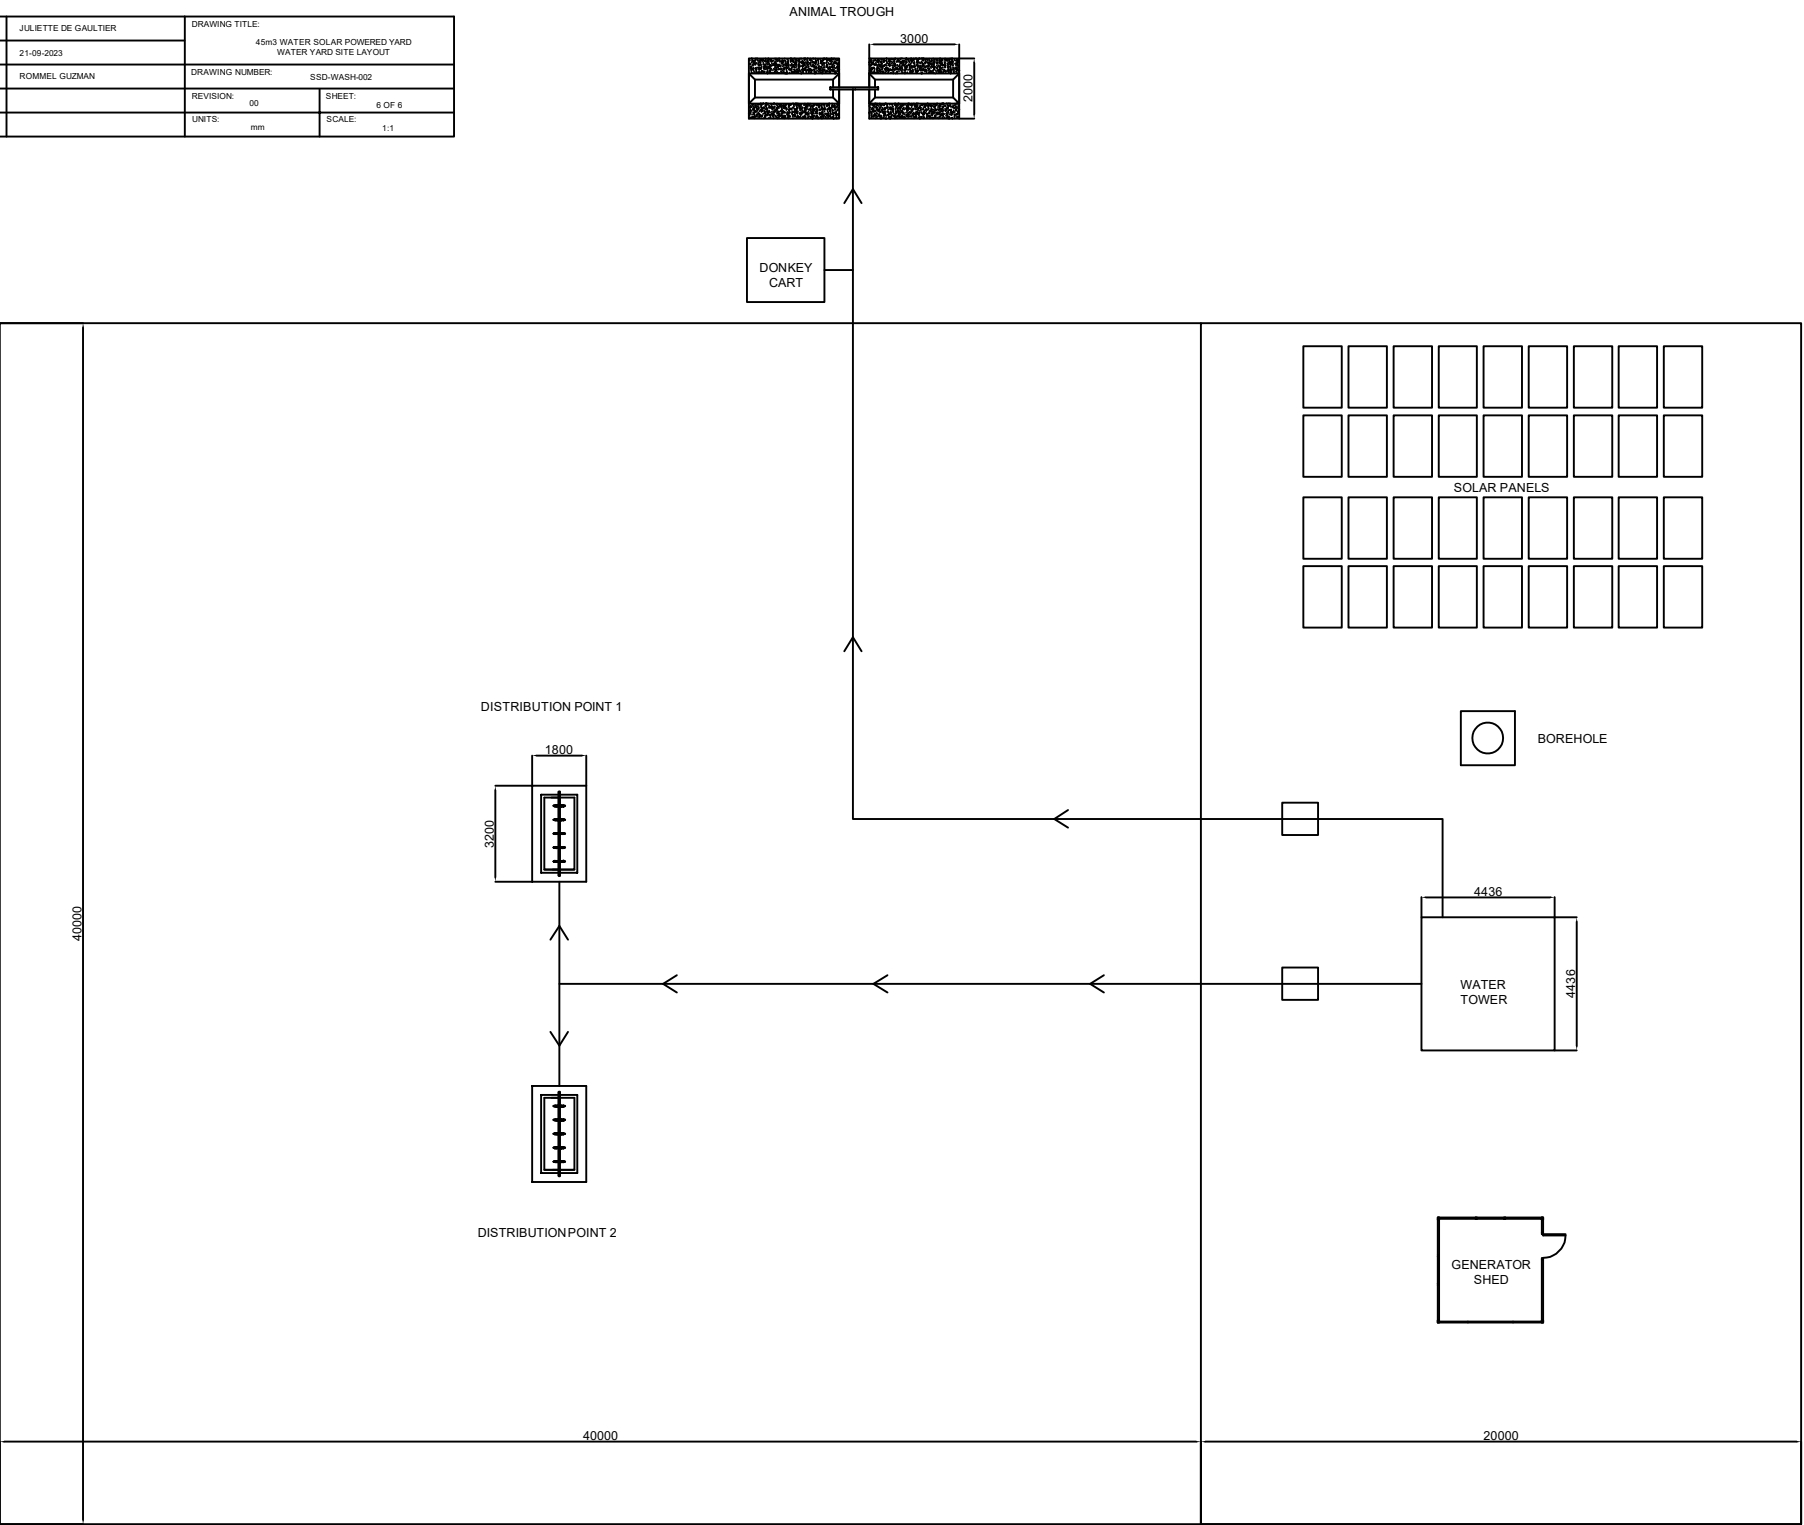 JULIETTE DE GAULTIER
21-09-2023
ROMMEL GUZMAN
DRAWING TITLE:
45m3 WATER SOLAR POWERED YARD
WATER YARD SITE LAYOUT
DRAWING NUMBER: SSD-WASH-002
REVISION: 00
SHEET: 6 OF 6
UNITS: mm
SCALE: 1:1
ANIMAL TROUGH
3000
2000
DONKEY
CART
SOLAR PANELS
DISTRIBUTION POINT 1
1800
3200
BOREHOLE
4436
4436
WATER
TOWER
40000
DISTRIBUTION POINT 2
GENERATOR
SHED
40000
20000